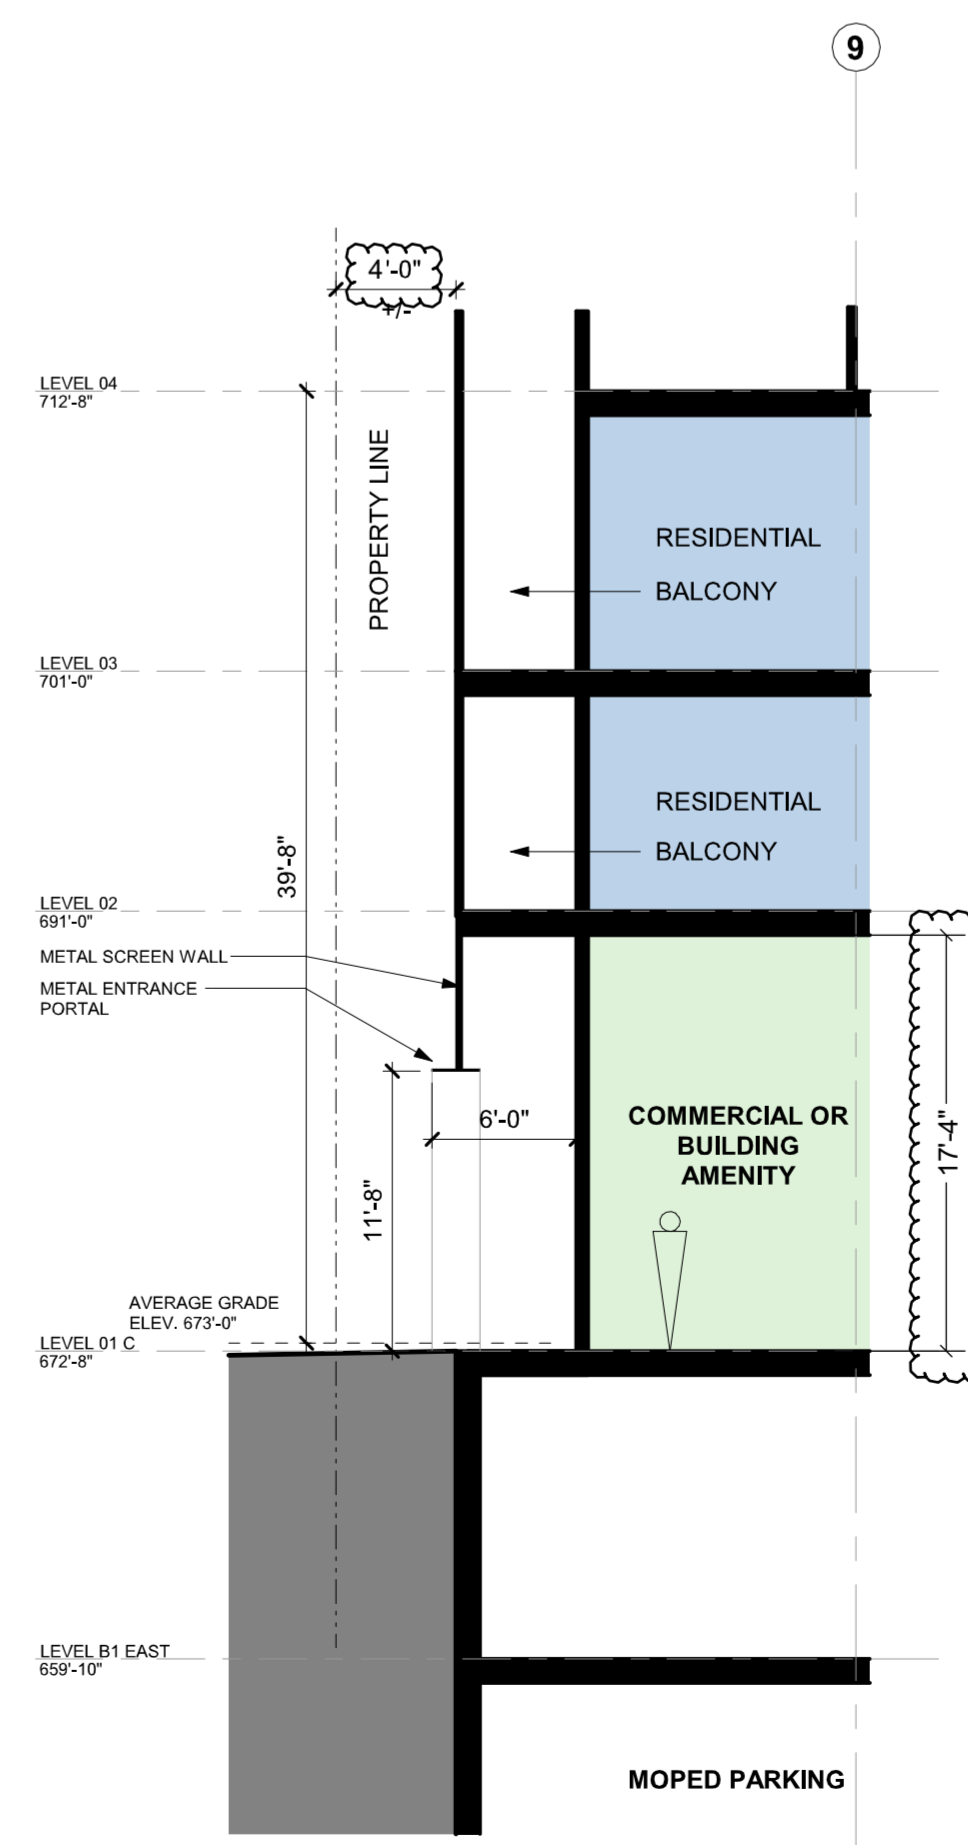 9
4'-0"
+/-
LEVEL 04
712'-8"
PROPERTY LINE
RESIDENTIAL
BALCONY
LEVEL 03
701'-0"
RESIDENTIAL
BALCONY
39'-8"
LEVEL 02
691'-0"
METAL SCREEN WALL
METAL ENTRANCE
PORTAL
6'-0"
COMMERCIAL OR
BUILDING
AMENITY
17'-4"
11'-8"
AVERAGE GRADE
ELEV. 673'-0"
LEVEL 01 C
672'-8"
LEVEL B1 EAST
659'-10"
MOPED PARKING